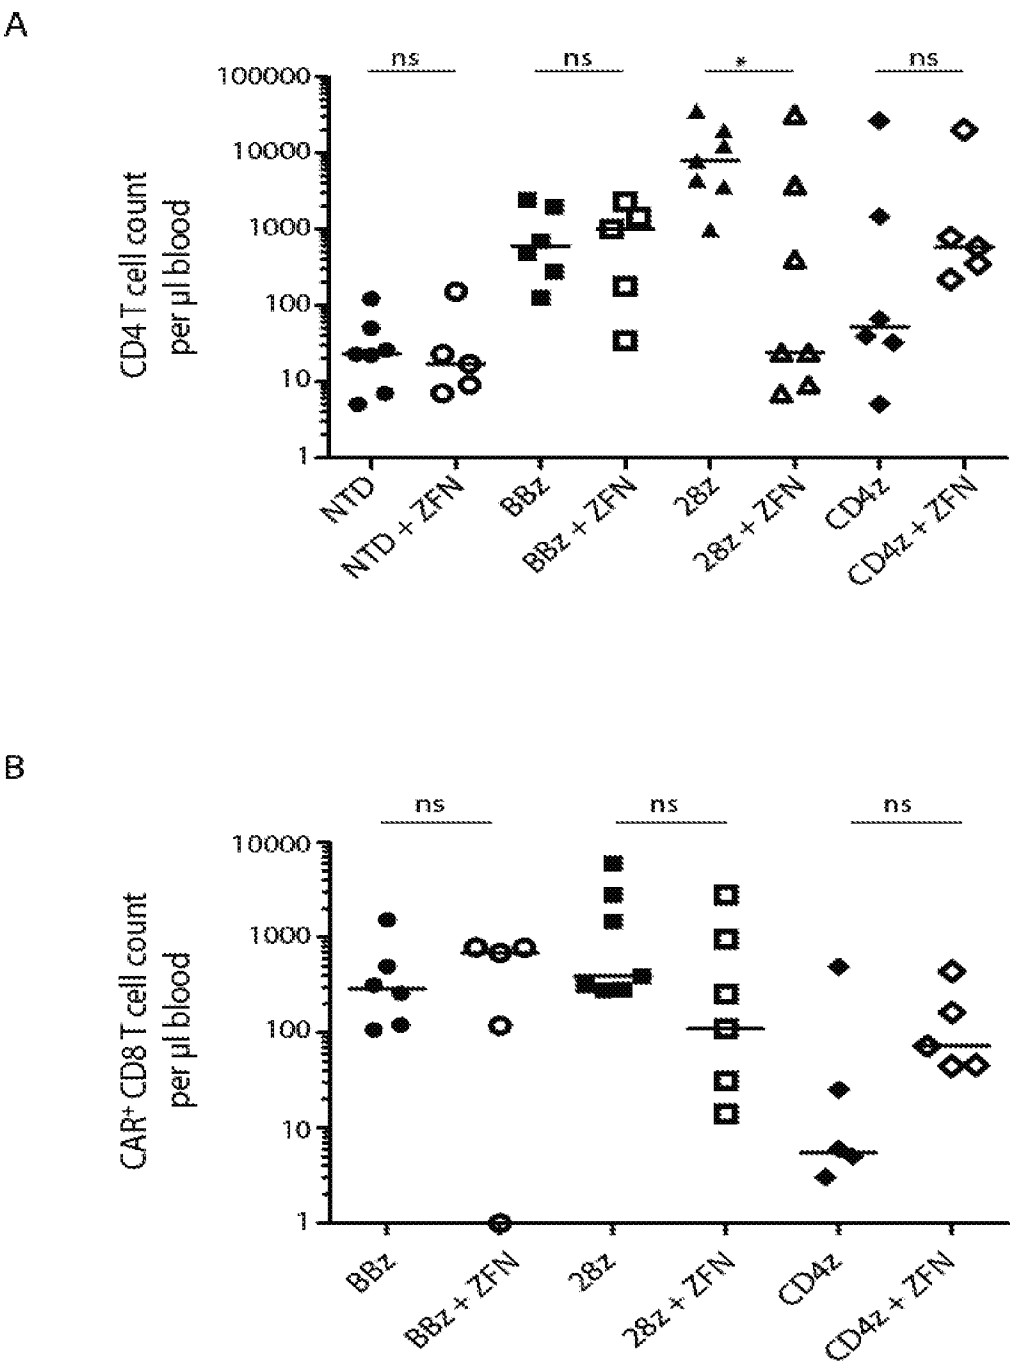 A
ns ns * ns
100000
10000
1000
100
10
1
CD4 T cell count
per µl blood
NTD
NTD + ZFN
BBz
BBz + ZFN
28z
28z + ZFN
CD4z
CD4z + ZFN
B
ns ns ns
10000
1000
100
10
1
CAR⁺ CD8 T cell count
per µl blood
BBz
BBz + ZFN
28z
28z + ZFN
CD4z
CD4z + ZFN